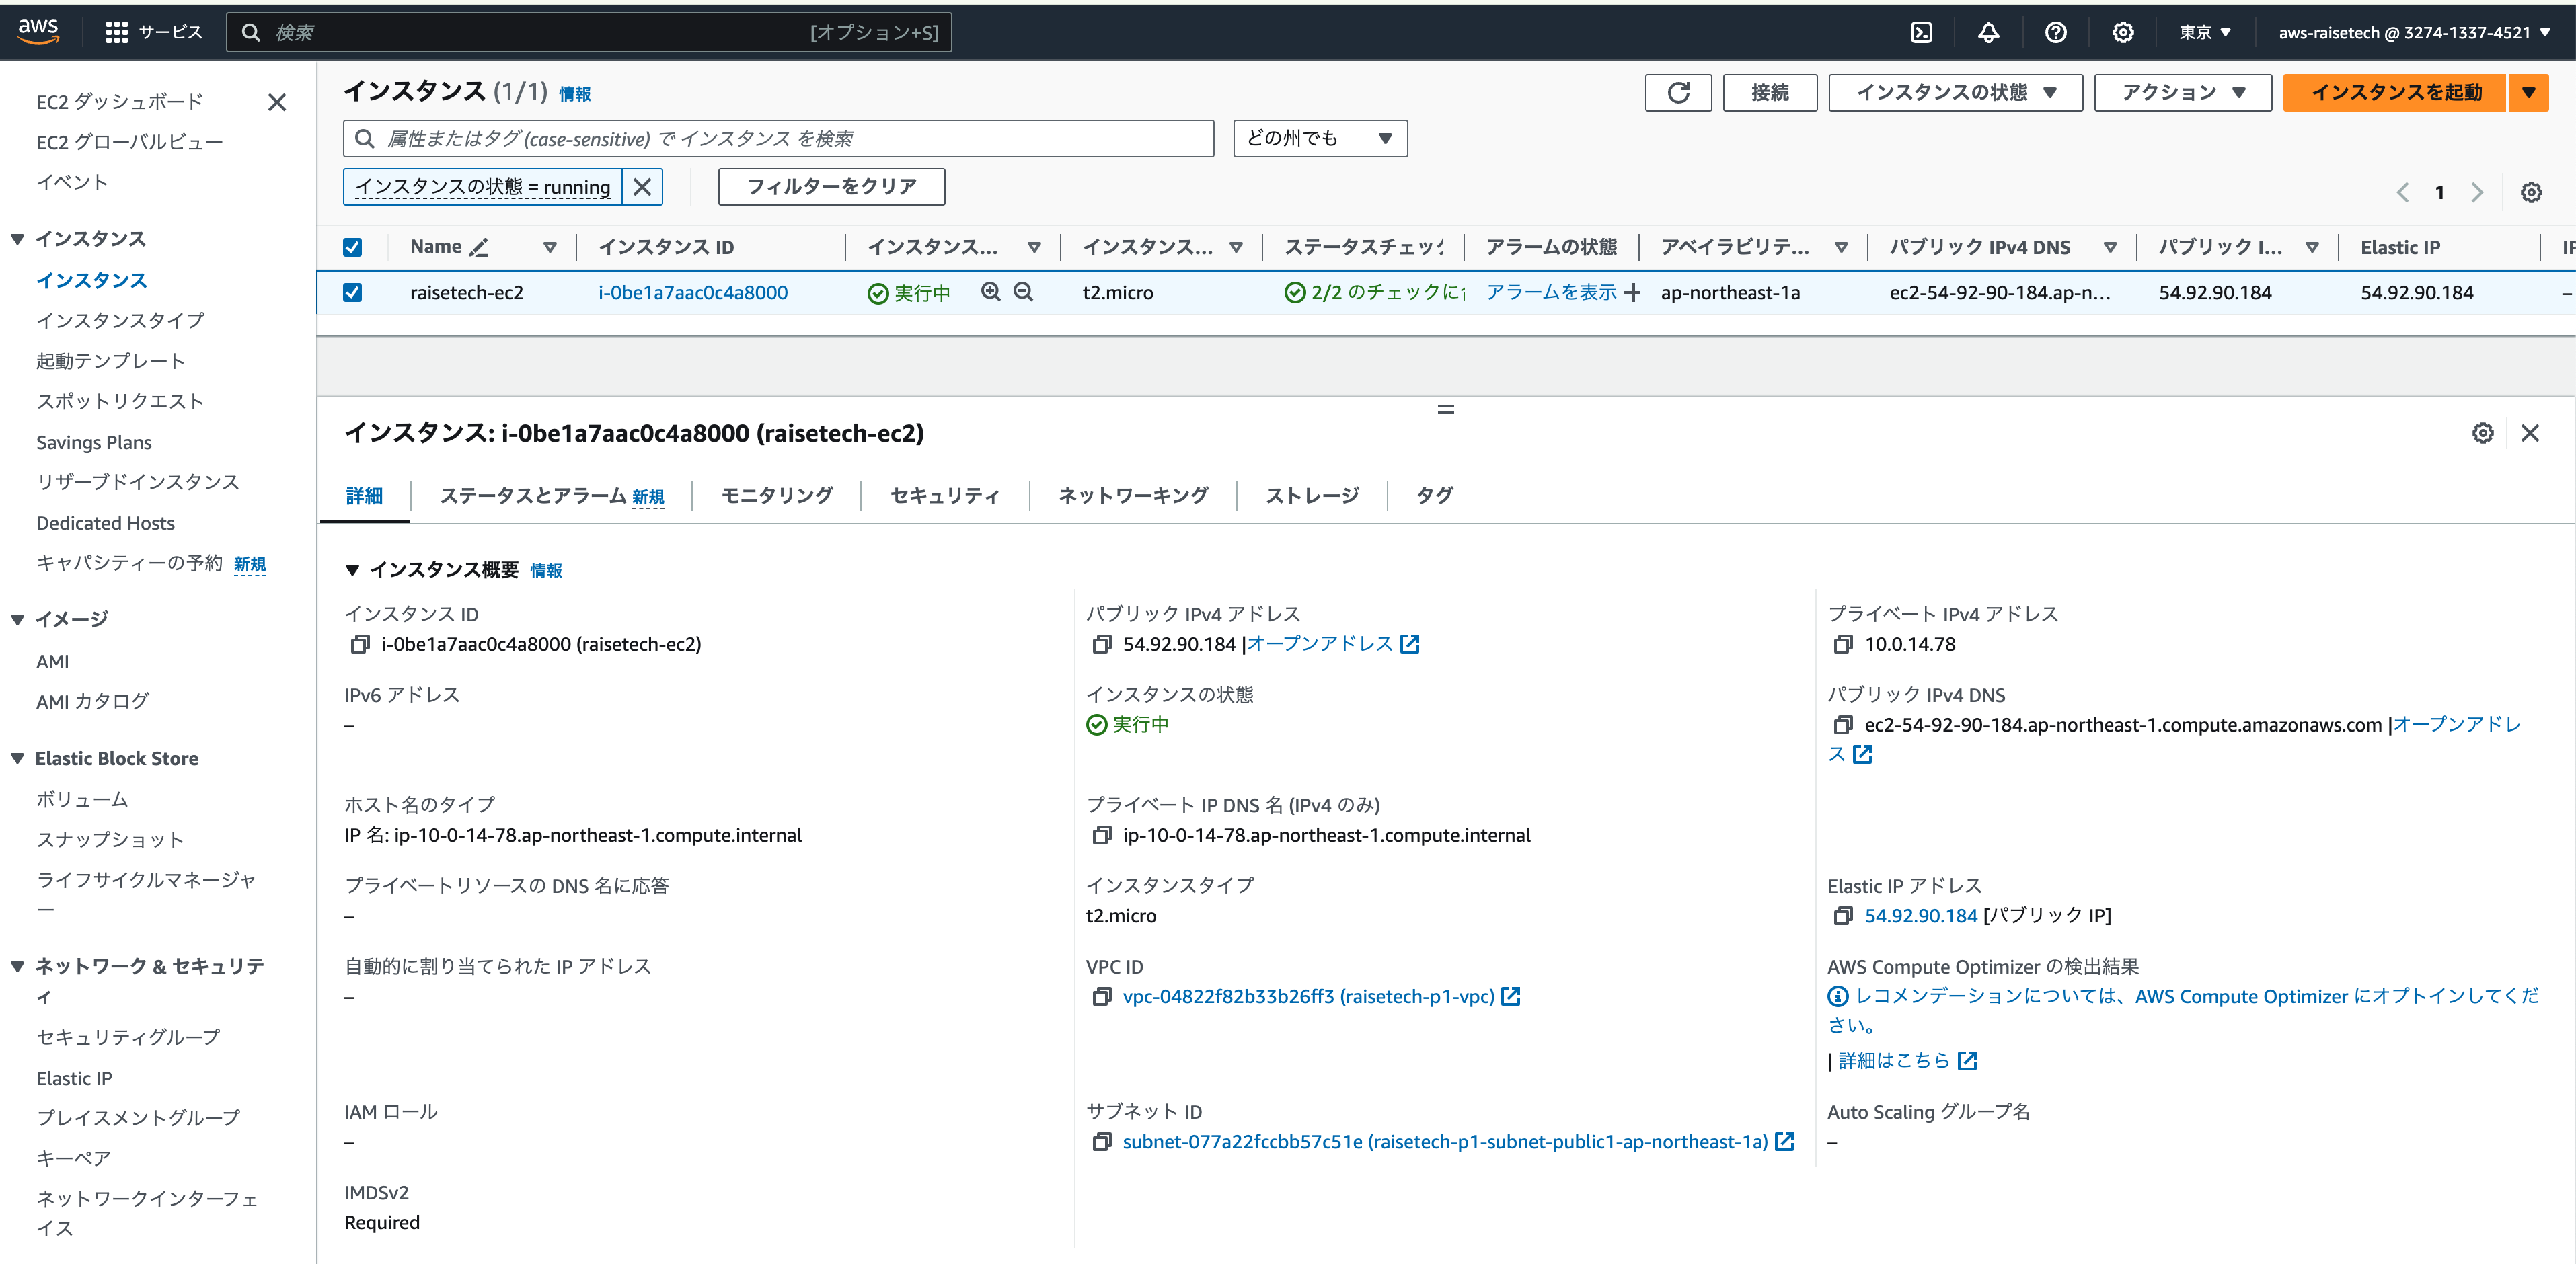 aws
サービス
検索
[オプション+S]
東京
aws-raisetech @ 3274-1337-4521
EC2 ダッシュボード
EC2 グローバルビュー
イベント
インスタンス
インスタンス
インスタンスタイプ
起動テンプレート
スポットリクエスト
Savings Plans
リザーブドインスタンス
Dedicated Hosts
キャパシティーの予約 新規
イメージ
AMI
AMI カタログ
Elastic Block Store
ボリューム
スナップショット
ライフサイクルマネージャ
ー
ネットワーク & セキュリテ
ィ
セキュリティグループ
Elastic IP
プレイスメントグループ
キーペア
ネットワークインターフェ
イス
インスタンス (1/1) 情報
接続
インスタンスの状態
アクション
インスタンスを起動
属性またはタグ (case-sensitive) で インスタンス を検索
どの州でも
インスタンスの状態 = running
フィルターをクリア
1
Name
インスタンス ID
インスタンス...
インスタンス...
ステータスチェック
アラームの状態
アベイラビリテ...
パブリック IPv4 DNS
パブリック I...
Elastic IP
raisetech-ec2
i-0be1a7aac0c4a8000
実行中
t2.micro
2/2 のチェックに
アラームを表示
ap-northeast-1a
ec2-54-92-90-184.ap-n...
54.92.90.184
54.92.90.184
–
インスタンス: i-0be1a7aac0c4a8000 (raisetech-ec2)
詳細
ステータスとアラーム 新規
モニタリング
セキュリティ
ネットワーキング
ストレージ
タグ
インスタンス概要 情報
インスタンス ID
i-0be1a7aac0c4a8000 (raisetech-ec2)
パブリック IPv4 アドレス
54.92.90.184 |オープンアドレス
プライベート IPv4 アドレス
10.0.14.78
IPv6 アドレス
–
インスタンスの状態
実行中
パブリック IPv4 DNS
ec2-54-92-90-184.ap-northeast-1.compute.amazonaws.com |オープンアドレ
ス
ホスト名のタイプ
IP 名: ip-10-0-14-78.ap-northeast-1.compute.internal
プライベート IP DNS 名 (IPv4 のみ)
ip-10-0-14-78.ap-northeast-1.compute.internal
プライベートリソースの DNS 名に応答
–
インスタンスタイプ
t2.micro
Elastic IP アドレス
54.92.90.184 [パブリック IP]
自動的に割り当てられた IP アドレス
–
VPC ID
vpc-04822f82b33b26ff3 (raisetech-p1-vpc)
AWS Compute Optimizer の検出結果
レコメンデーションについては、AWS Compute Optimizer にオプトインしてくだ
さい。
| 詳細はこちら
IAM ロール
–
サブネット ID
subnet-077a22fccbb57c51e (raisetech-p1-subnet-public1-ap-northeast-1a)
Auto Scaling グループ名
–
IMDSv2
Required